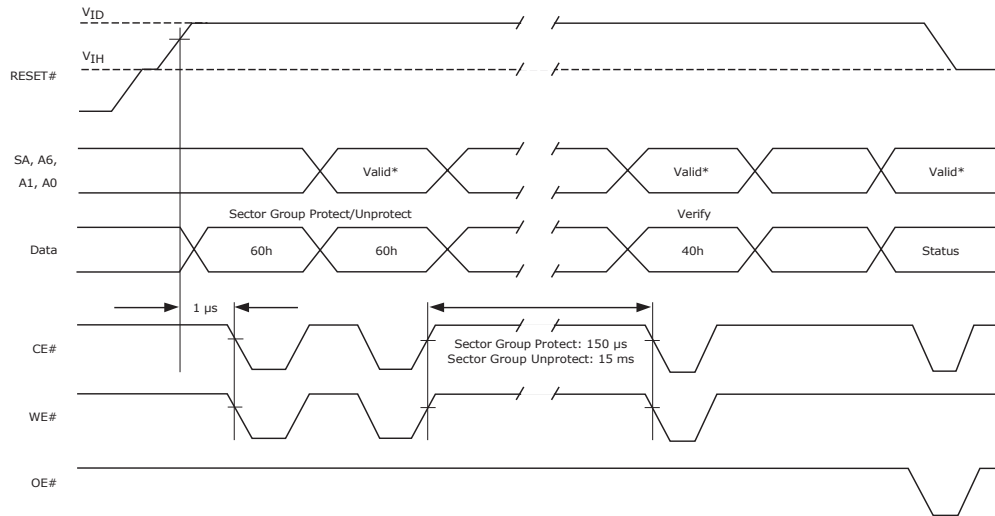 VID
VIH
RESET#
SA, A6,
A1, A0
Valid*
Valid*
Valid*
Sector Group Protect/Unprotect
Verify
Data
60h
60h
40h
Status
1 µs
CE#
Sector Group Protect: 150 µs
Sector Group Unprotect: 15 ms
WE#
OE#